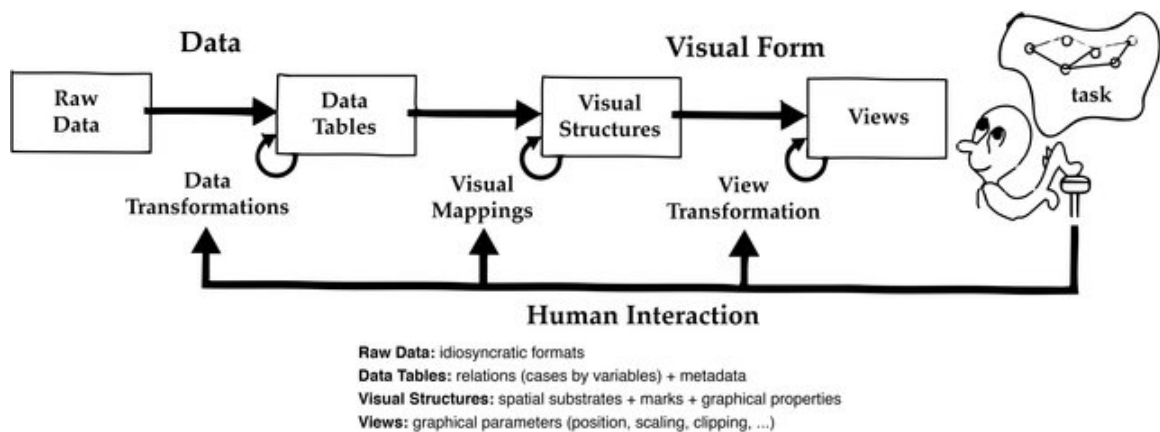 Data
Visual Form
Raw
Data
Data
Tables
Visual
Structures
Views
task
Data
Transformations
Visual
Mappings
View
Transformation
Human Interaction
Raw Data: idiosyncratic formats
Data Tables: relations (cases by variables) + metadata
Visual Structures: spatial substrates + marks + graphical properties
Views: graphical parameters (position, scaling, clipping, ...)